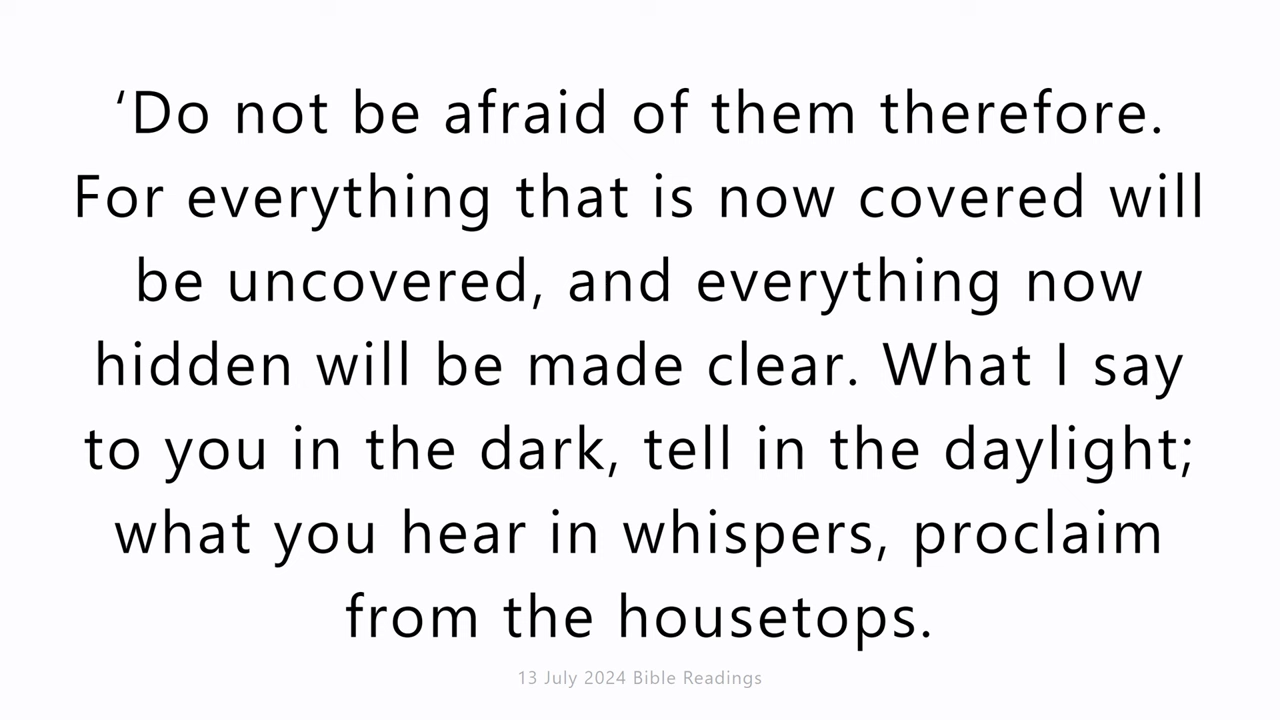 ‘Do not be afraid of them therefore.
For everything that is now covered will
be uncovered, and everything now
hidden will be made clear. What I say
to you in the dark, tell in the daylight;
what you hear in whispers, proclaim
from the housetops.
13 July 2024 Bible Readings